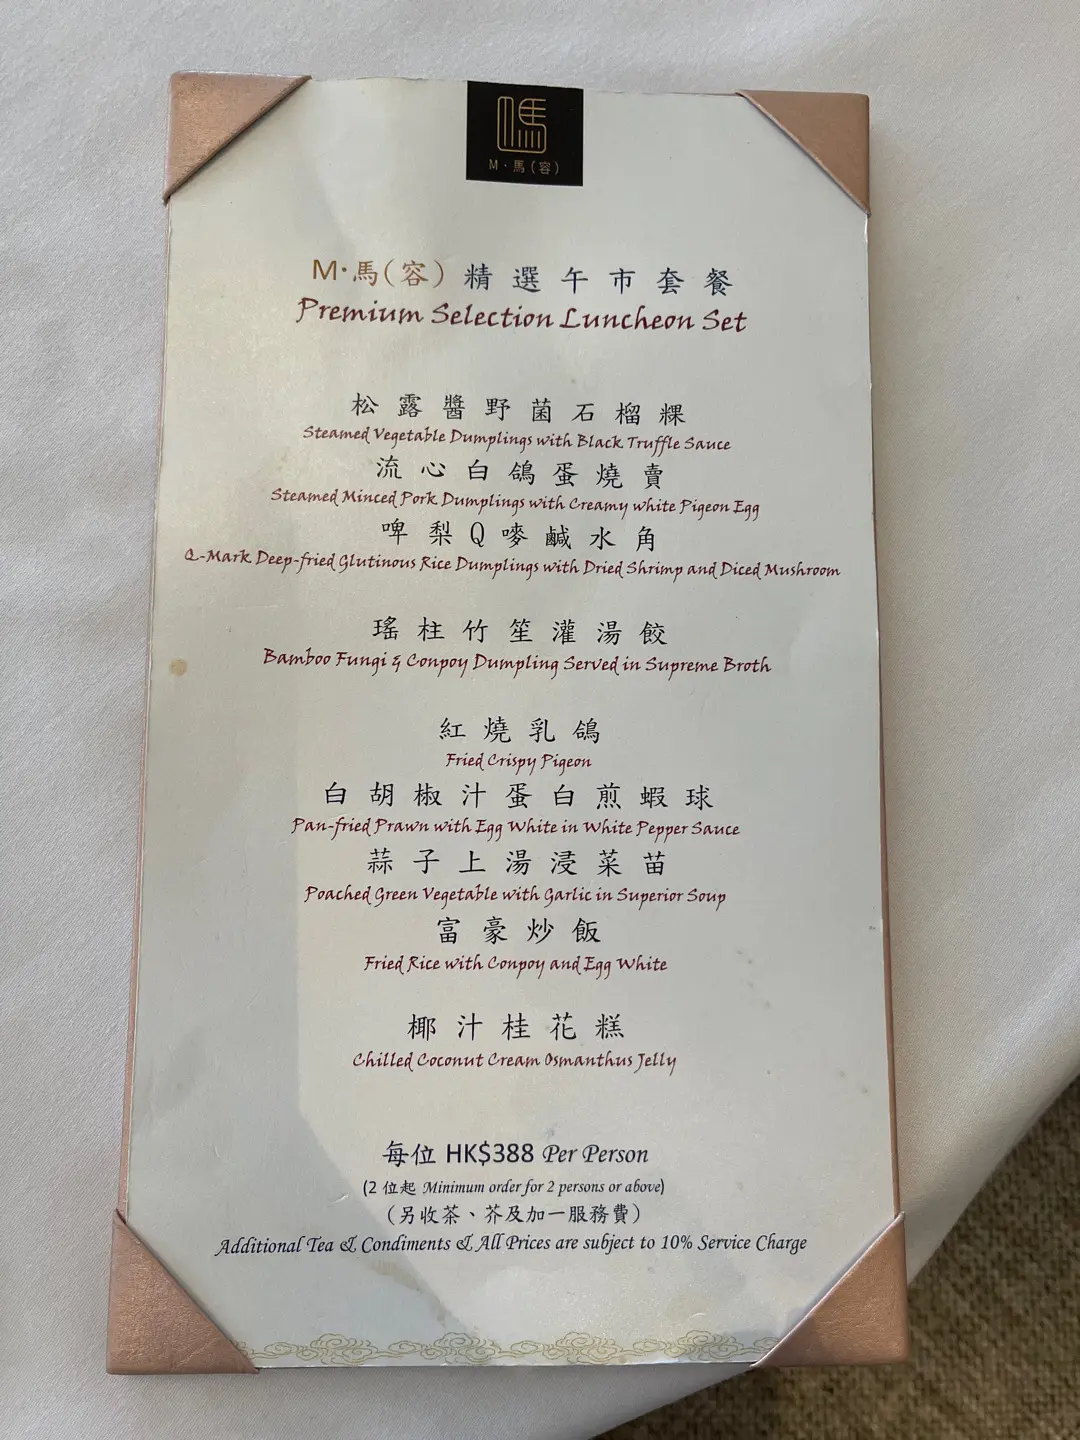 M·馬(容)
M·馬(容) 精選午市套餐
Premium Selection Luncheon Set
松露醬野菌石榴粿
Steamed Vegetable Dumplings with Black Truffle Sauce
流心白鴿蛋燒賣
Steamed Minced Pork Dumplings with Creamy white Pigeon Egg
啤梨Q嘜鹹水角
Q-Mark Deep-fried Glutinous Rice Dumplings with Dried Shrimp and Diced Mushroom
瑤柱竹笙灌湯餃
Bamboo Fungi & Conpoy Dumpling Served in Supreme Broth
紅燒乳鴿
Fried Crispy Pigeon
白胡椒汁蛋白煎蝦球
Pan-fried Prawn with Egg White in White Pepper Sauce
蒜子上湯浸菜苗
Poached Green Vegetable with Garlic in Superior Soup
富豪炒飯
Fried Rice with Conpoy and Egg White
椰汁桂花糕
Chilled Coconut Cream Osmanthus Jelly
每位 HK$388 Per Person
(2 位起 Minimum order for 2 persons or above)
(另收茶、芥及加一服務費)
Additional Tea & Condiments & All Prices are subject to 10% Service Charge